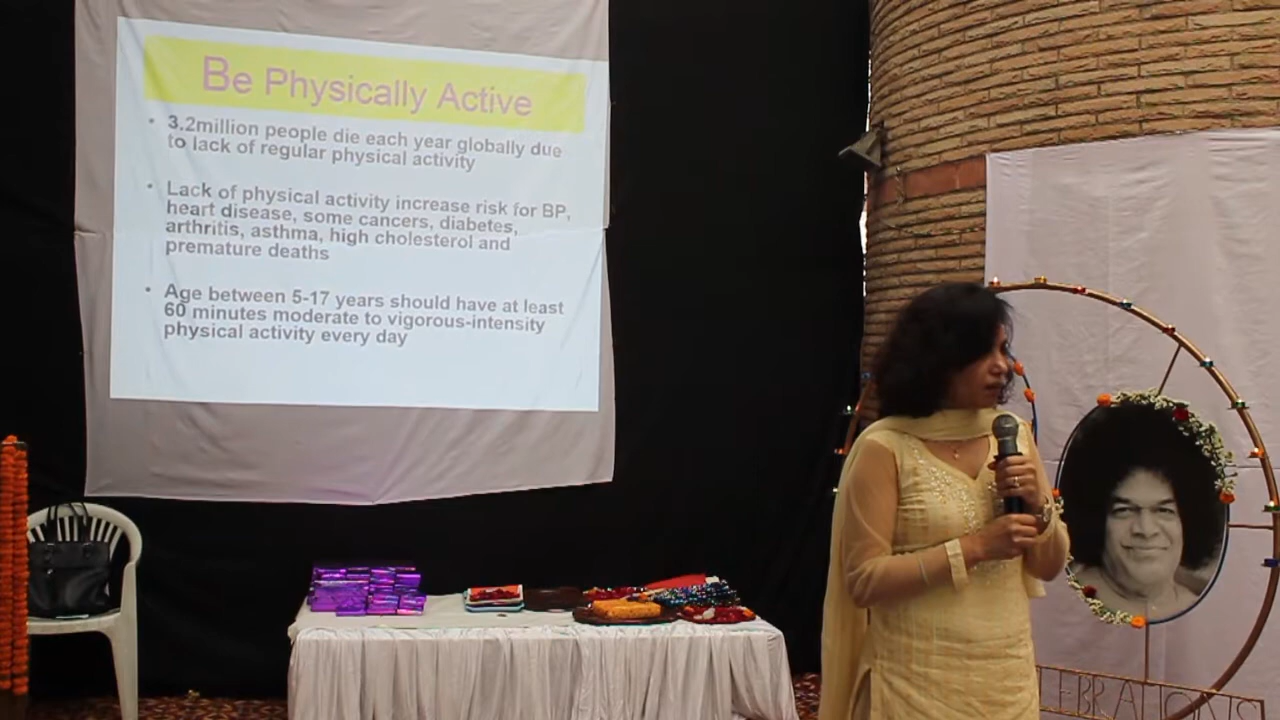 Be Physically Active
• 3.2million people die each year globally due
to lack of regular physical activity
• Lack of physical activity increase risk for BP,
heart disease, some cancers, diabetes,
arthritis, asthma, high cholesterol and
premature deaths
• Age between 5-17 years should have at least
60 minutes moderate to vigorous-intensity
physical activity every day